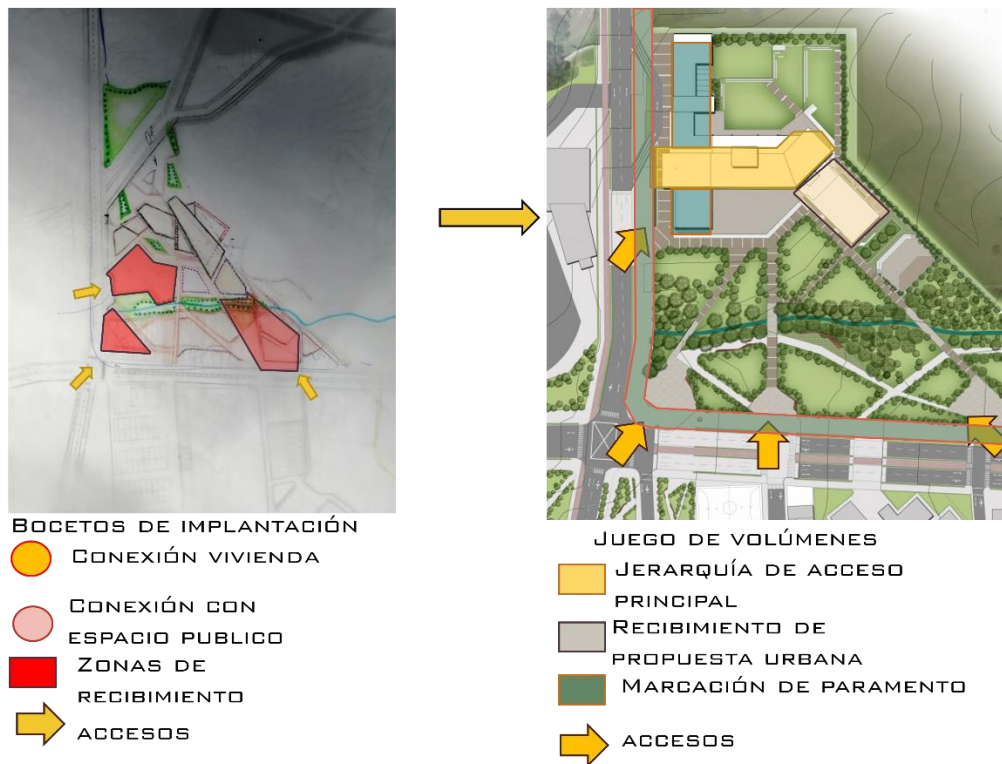 BOCETOS DE IMPLANTACIÓN
CONEXIÓN VIVIENDA
CONEXIÓN CON
ESPACIO PUBLICO
ZONAS DE
RECIBIMIENTO
ACCESOS
JUEGO DE VOLÚMENES
JERARQUÍA DE ACCESO
PRINCIPAL
RECIBIMIENTO DE
PROPUESTA URBANA
MARCACIÓN DE PARAMENTO
ACCESOS